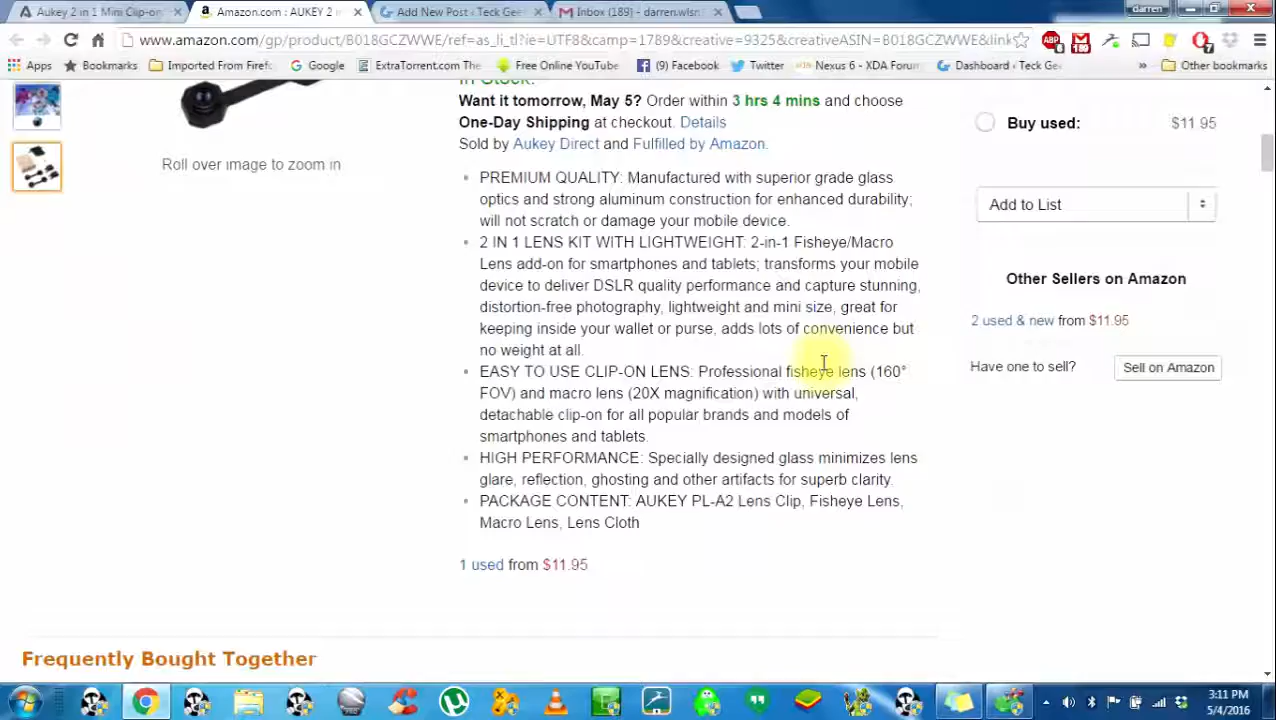 Aukey 2 in 1 Mini Clip-on
Amazon.com : AUKEY 2 in
Add New Post ‹ Teck Gee
Inbox (189) - darren.wlsn
darren
www.amazon.com/gp/product/B018GCZWWE/ref=as_li_tl?ie=UTF8&camp=1789&creative=9325&creativeASIN=B018GCZWWE&link
Apps
Bookmarks
Imported From Firef
Google
ExtraTorrent.com The
Free Online YouTube
(9) Facebook
Twitter
Nexus 6 - XDA Forum
Dashboard ‹ Teck Gee
»
Other bookmarks
In Stock.
Want it tomorrow, May 5? Order within 3 hrs 4 mins and choose
One-Day Shipping at checkout. Details
Sold by Aukey Direct and Fulfilled by Amazon.
Roll over image to zoom in
PREMIUM QUALITY: Manufactured with superior grade glass
optics and strong aluminum construction for enhanced durability;
will not scratch or damage your mobile device.
2 IN 1 LENS KIT WITH LIGHTWEIGHT: 2-in-1 Fisheye/Macro
Lens add-on for smartphones and tablets; transforms your mobile
device to deliver DSLR quality performance and capture stunning,
distortion-free photography, lightweight and mini size, great for
keeping inside your wallet or purse, adds lots of convenience but
no weight at all.
EASY TO USE CLIP-ON LENS: Professional fisheye lens (160°
FOV) and macro lens (20X magnification) with universal,
detachable clip-on for all popular brands and models of
smartphones and tablets.
HIGH PERFORMANCE: Specially designed glass minimizes lens
glare, reflection, ghosting and other artifacts for superb clarity.
PACKAGE CONTENT: AUKEY PL-A2 Lens Clip, Fisheye Lens,
Macro Lens, Lens Cloth
1 used from $11.95
Buy used: $11.95
Add to List
Other Sellers on Amazon
2 used & new from $11.95
Have one to sell?
Sell on Amazon
Frequently Bought Together
3:11 PM
5/4/2016